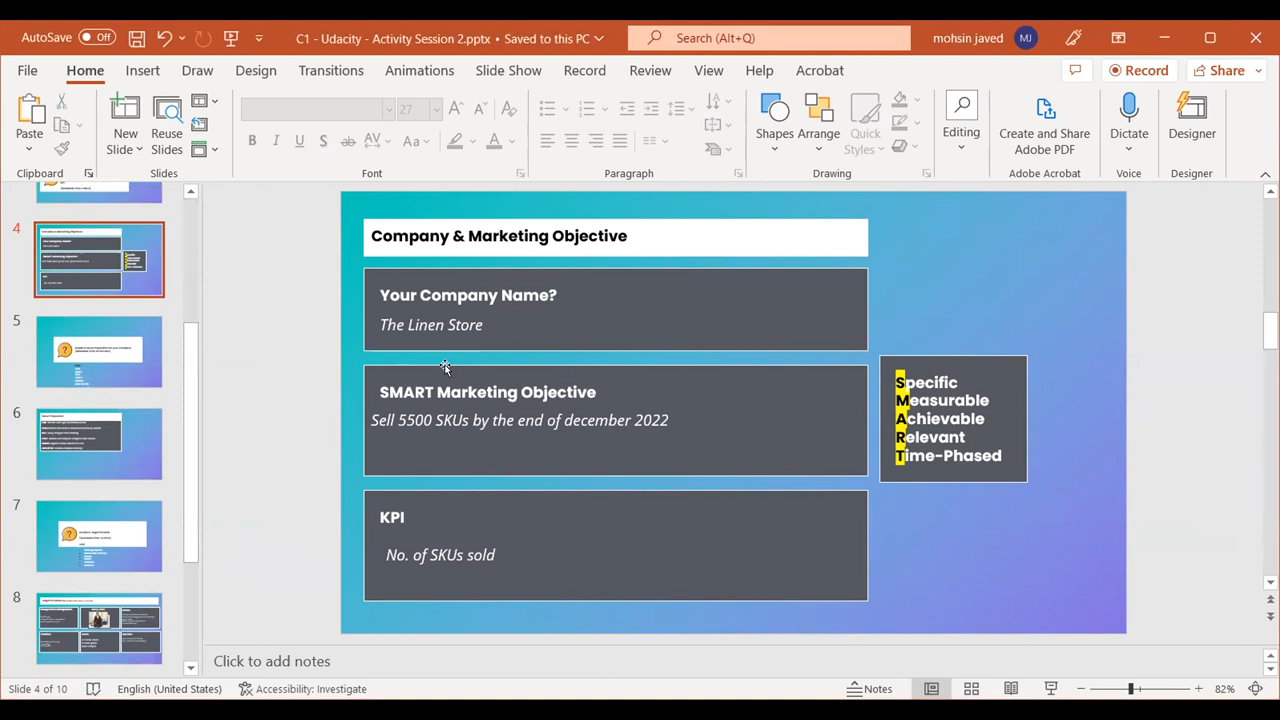 AutoSave Off C1 - Udacity - Activity Session 2.pptx • Saved to this PC Search (Alt+Q) mohsin javed MJ
File Home Insert Draw Design Transitions Animations Slide Show Record Review View Help Acrobat Record Share
27
Paste New Slide Reuse Slides Shapes Arrange Quick Styles Editing Create and Share Adobe PDF Dictate Designer
Clipboard Slides Font Paragraph Drawing Adobe Acrobat Voice Designer
4
5
6
7
8
Company & Marketing Objective
Your Company Name?
The Linen Store
SMART Marketing Objective
Sell 5500 SKUs by the end of december 2022
KPI
No. of SKUs sold
Specific
Measurable
Achievable
Relevant
Time-Phased
Click to add notes
Slide 4 of 10 English (United States) Accessibility: Investigate Notes 82%